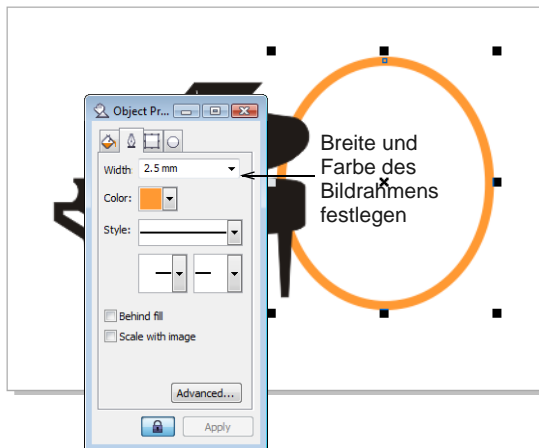 Object Pr...
Width
2.5 mm
Color:
Style:
Behind fill
Scale with image
Advanced...
Apply
Breite und
Farbe des
Bildrahmens
festlegen